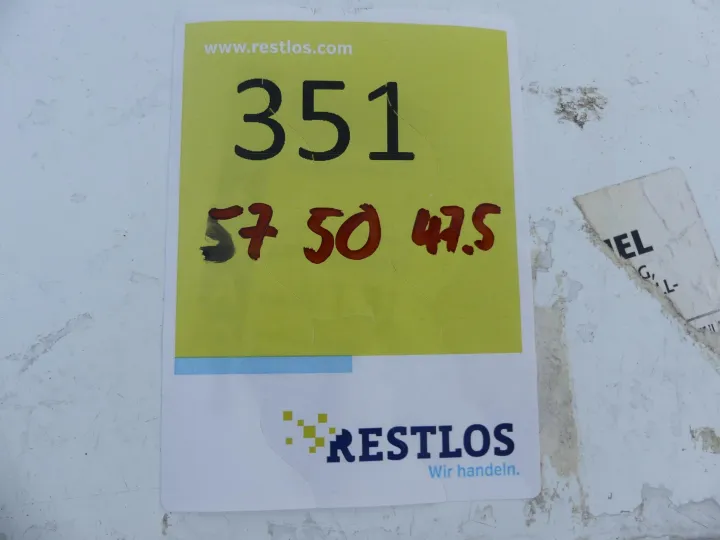 www.restlos.com
351
57 50 47.5
IEL
RESTLOS
Wir handeln.